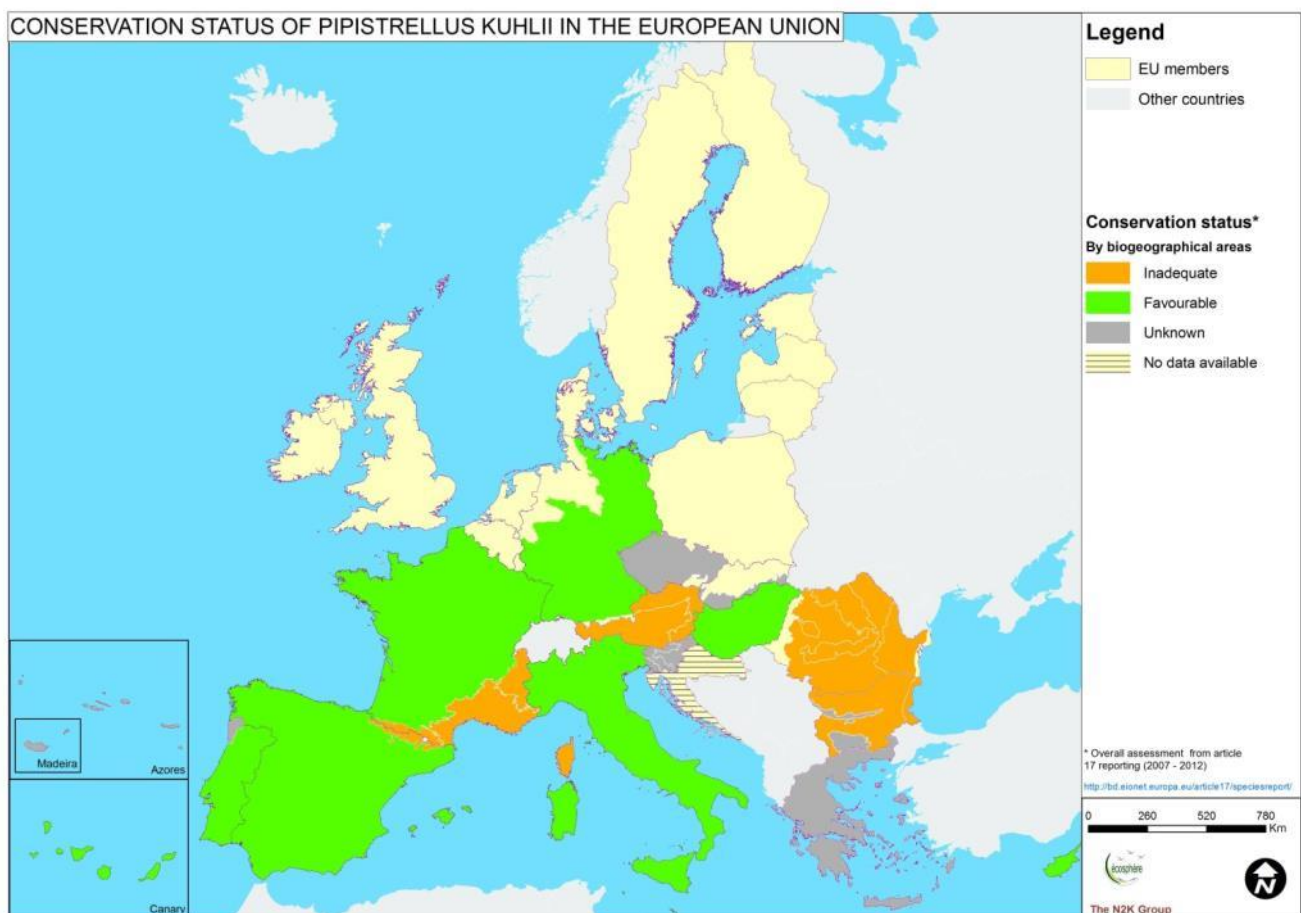 CONSERVATION STATUS OF PIPISTRELLUS KUHLII IN THE EUROPEAN UNION
Legend
EU members
Other countries
Conservation status*
By biogeographical areas
Inadequate
Favourable
Unknown
No data available
Madeira
Azores
Canary
* Overall assessment from article
17 reporting (2007 - 2012)
http://bd.eionet.europa.eu/article17/speciesreport/
0 260 520 780
Km
écosphère
N
The N2K Group